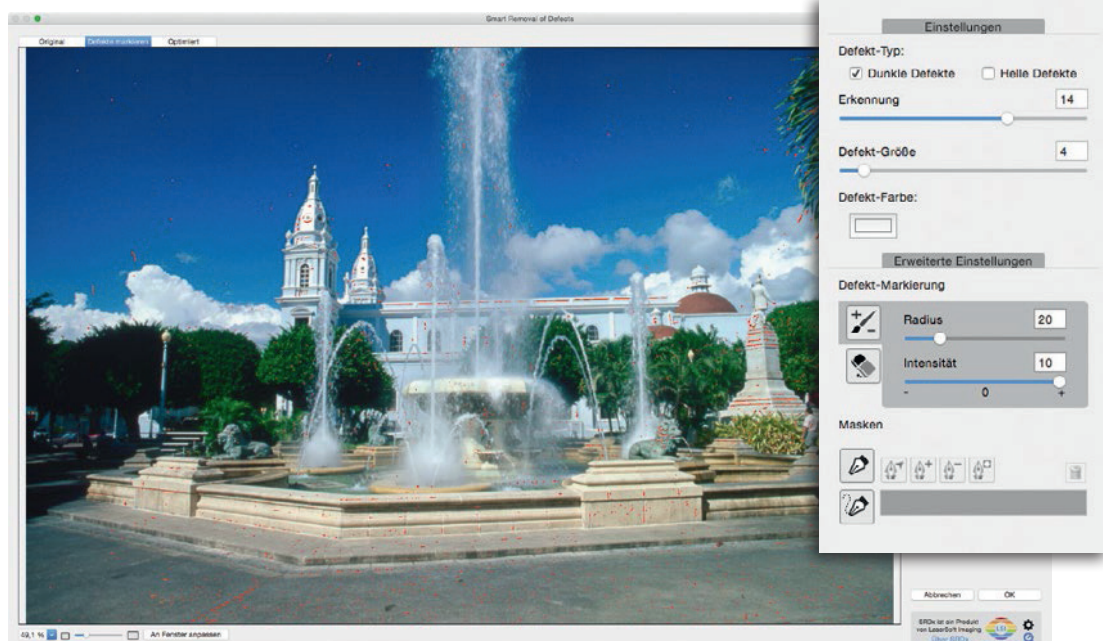 Smart Removal of Defects
Original Defekte markieren Optimiert
Einstellungen
Defekt-Typ:
Dunkle Defekte Helle Defekte
Erkennung 14
Defekt-Größe 4
Defekt-Farbe:
Erweiterte Einstellungen
Defekt-Markierung
Radius 20
Intensität 10
- 0 +
Masken
Abbrechen OK
49,1 % An Fenster anpassen
SRDx ist ein Produkt
von LaserSoft Imaging
Über SRDx